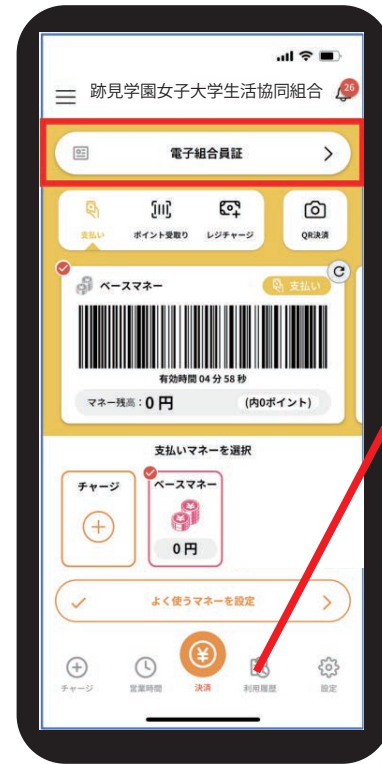 跡見学園女子大学生活協同組合
26
電子組合員証
支払い
ポイント受取り
レジチャージ
QR決済
ベースマネー
支払い
有効時間 04 分 58 秒
マネー残高：0 円 (内0ポイント)
支払いマネーを選択
チャージ
ベースマネー
0 円
よく使うマネーを設定
チャージ
営業時間
決済
利用履歴
設定